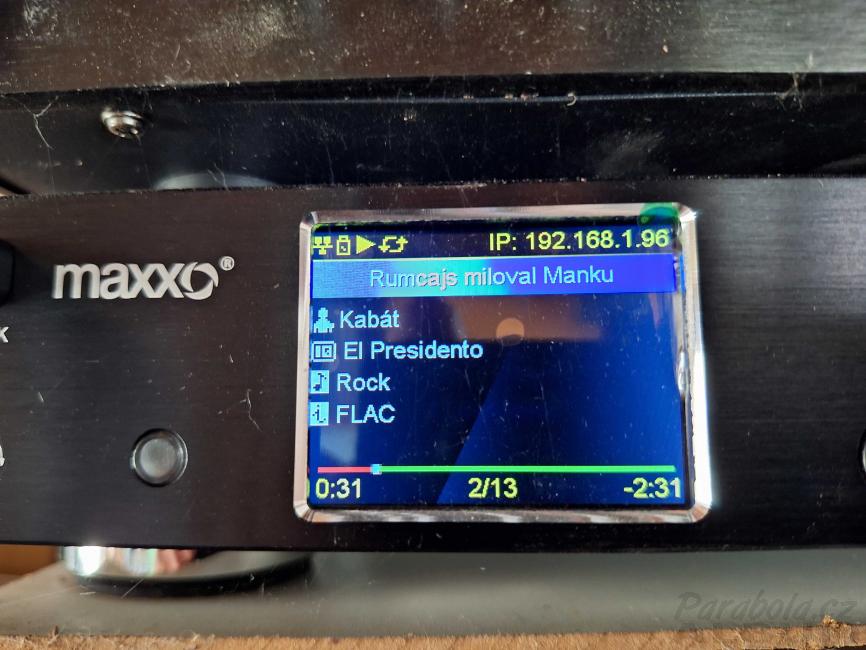 IP: 192.168.1.96
maxxo®
Rumcajs miloval Manku
Kabát
El Presidento
Rock
FLAC
0:31 2/13 -2:31
Parabola.cz